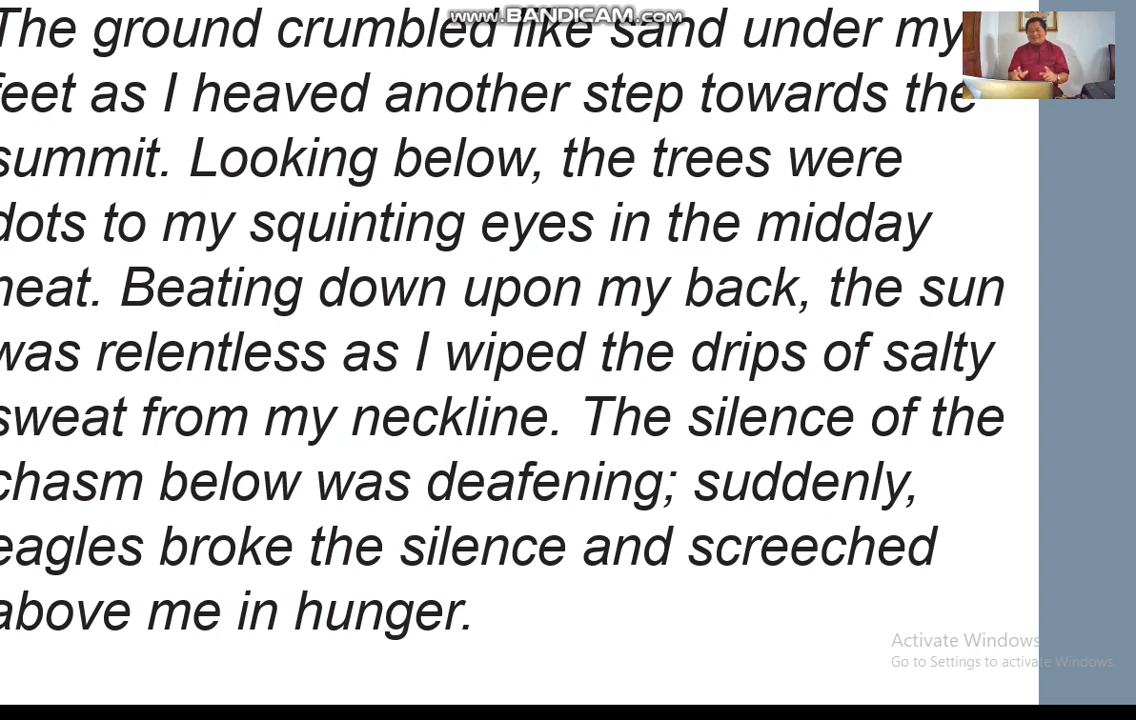 WWW.BANDICAM.COM
The ground crumbled like sand under my
feet as I heaved another step towards the
summit. Looking below, the trees were
dots to my squinting eyes in the midday
heat. Beating down upon my back, the sun
was relentless as I wiped the drips of salty
sweat from my neckline. The silence of the
chasm below was deafening; suddenly,
eagles broke the silence and screeched
above me in hunger.
Activate Windows
Go to Settings to activate Windows.